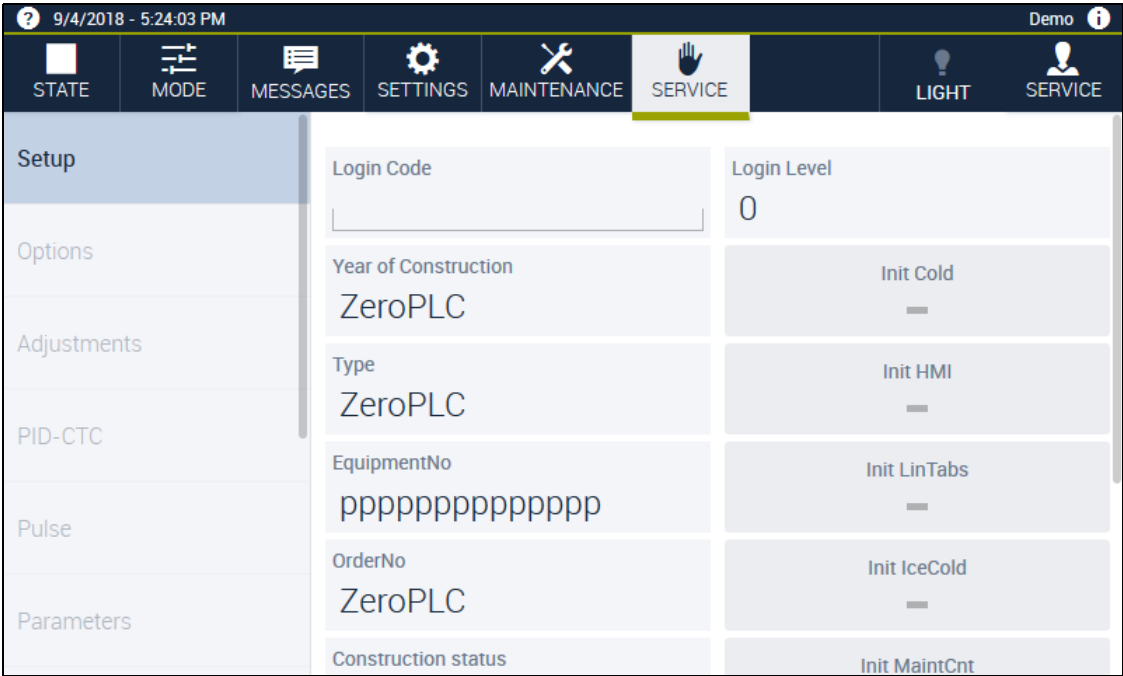 ? 9/4/2018 - 5:24:03 PM Demo i
STATE MODE MESSAGES SETTINGS MAINTENANCE SERVICE LIGHT SERVICE
Setup
Options
Adjustments
PID-CTC
Pulse
Parameters
Login Code
Login Level
0
Year of Construction
ZeroPLC
Init Cold
Type
ZeroPLC
Init HMI
EquipmentNo
pppppppppppppp
Init LinTabs
OrderNo
ZeroPLC
Init IceCold
Construction status
Init MaintCnt